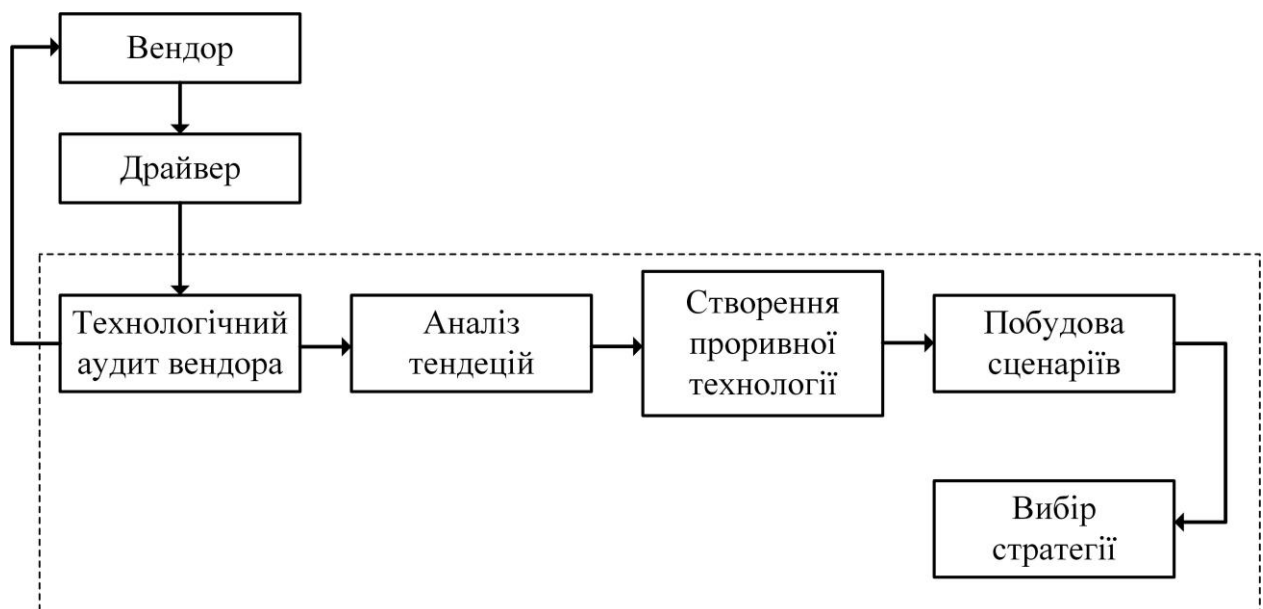 Вендор
Драйвер
Технологічний
аудит вендора
Аналіз
тендецій
Створення
проривної
технології
Побудова
сценаріїв
Вибір
стратегії